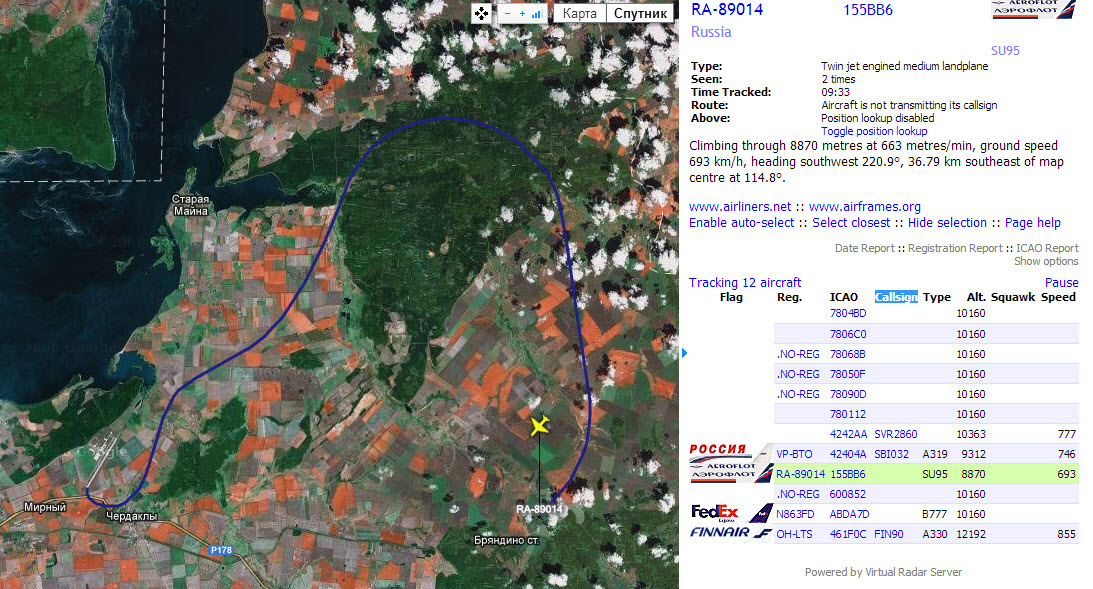 Карта Спутник
Старая
Майна
RA-89014
Мирный
Чердаклы
Р178
Бряндино ст.
RA-89014 155BB6 AEROFLOT
АЭРОФЛОТ
Russia
SU95
Type: Twin jet engined medium landplane
Seen: 2 times
Time Tracked: 09:33
Route: Aircraft is not transmitting its callsign
Above: Position lookup disabled
Toggle position lookup
Climbing through 8870 metres at 663 metres/min, ground speed
693 km/h, heading southwest 220.9°, 36.79 km southeast of map
centre at 114.8°.
www.airliners.net :: www.airframes.org
Enable auto-select :: Select closest :: Hide selection :: Page help
Date Report :: Registration Report :: ICAO Report
Show options
Tracking 12 aircraft Pause
Flag Reg. ICAO Callsign Type Alt. Squawk Speed
7804BD 10160
7806C0 10160
.NO-REG 78068B 10160
.NO-REG 78050F 10160
.NO-REG 78090D 10160
780112 10160
4242AA SVR2860 10363 777
РОССИЯ VP-BTO 42404A SBI032 A319 9312 746
AEROFLOT
АЭРОФЛОТ RA-89014 155BB6 SU95 8870 693
.NO-REG 600852 10160
FedEx Express N863FD ABDA7D B777 10160
FINNAIR OH-LTS 461F0C FIN90 A330 12192 855
Powered by Virtual Radar Server